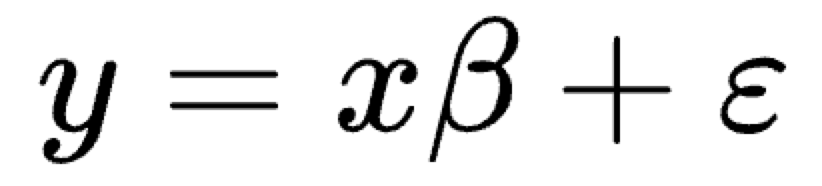 y = xβ + ε